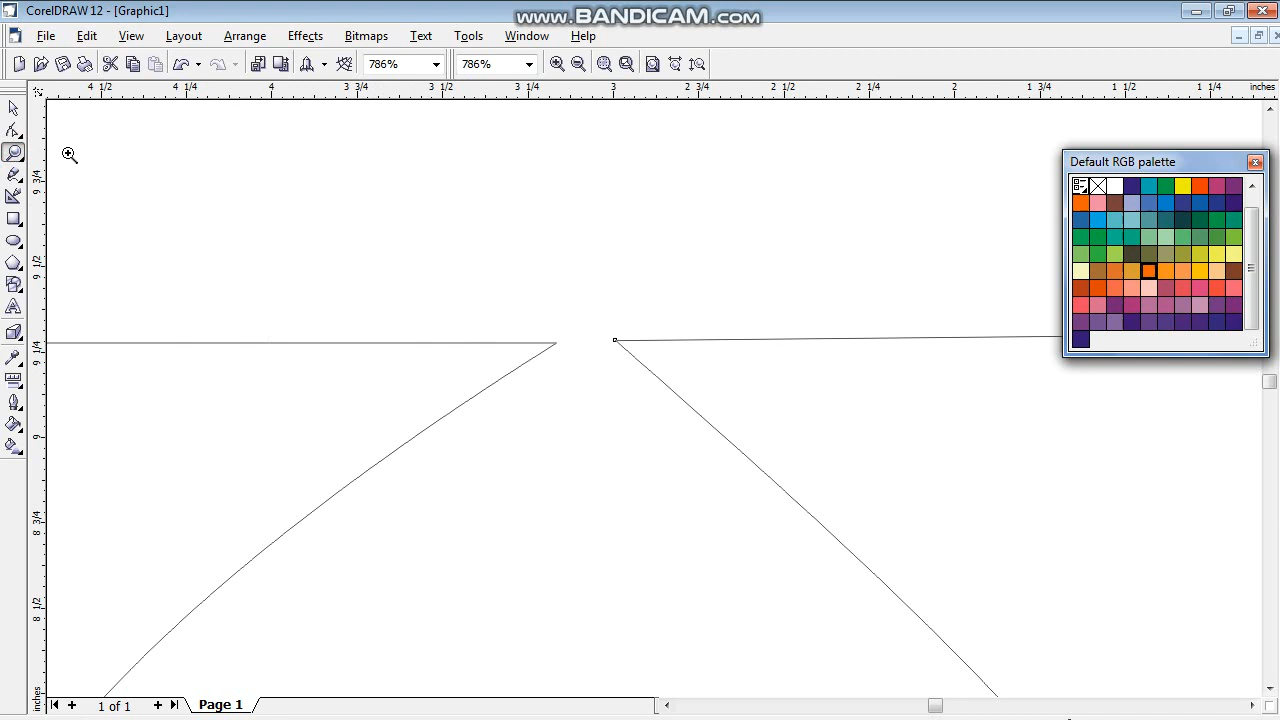 CorelDRAW 12 - [Graphic1]
www.BANDICAM.com
File Edit View Layout Arrange Effects Bitmaps Text Tools Window Help
786% 786%
4 1/2 4 1/4 4 3 3/4 3 1/2 3 1/4 3 2 3/4 2 1/2 2 1/4 2 1 3/4 1 1/2 1 1/4 inches
Default RGB palette
9 3/4
9 1/2
9 1/4
9
8 3/4
8 1/2
inches
1 of 1 Page 1